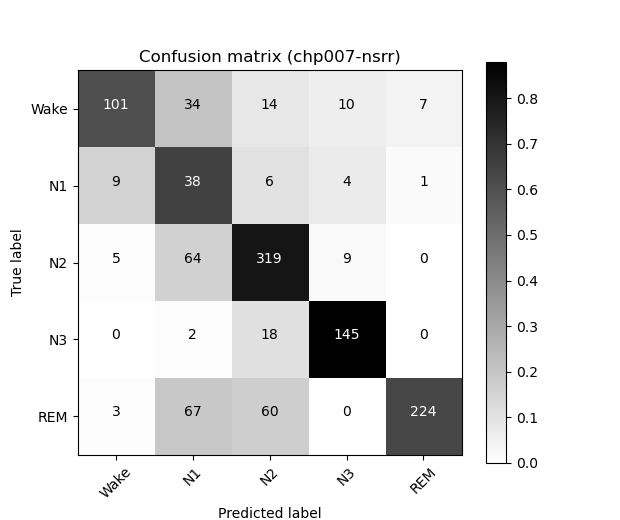 Confusion matrix (chp007-nsrr)
Wake 101 34 14 10 7
N1 9 38 6 4 1
N2 5 64 319 9 0
N3 0 2 18 145 0
REM 3 67 60 0 224
Wake N1 N2 N3 REM
Predicted label
True label
0.8
0.7
0.6
0.5
0.4
0.3
0.2
0.1
0.0